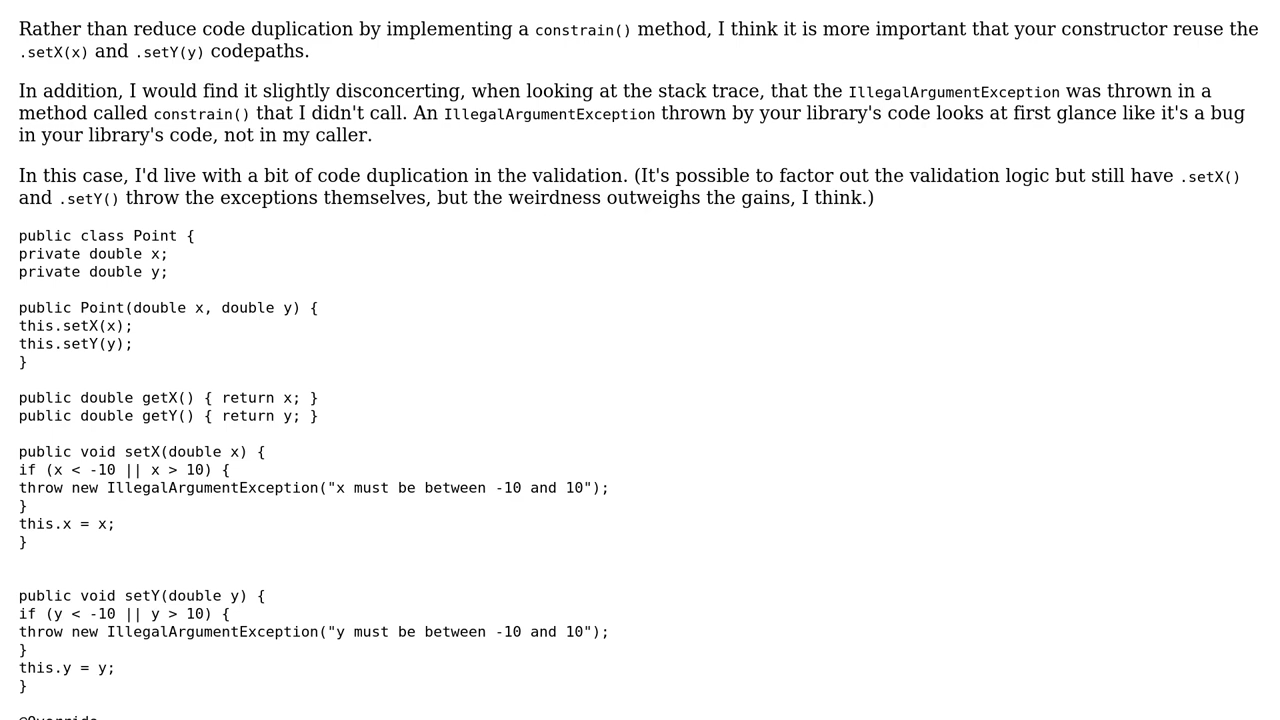 Rather than reduce code duplication by implementing a constrain() method, I think it is more important that your constructor reuse the
.setX(x) and .setY(y) codepaths.
In addition, I would find it slightly disconcerting, when looking at the stack trace, that the IllegalArgumentException was thrown in a
method called constrain() that I didn't call. An IllegalArgumentException thrown by your library's code looks at first glance like it's a bug
in your library's code, not in my caller.
In this case, I'd live with a bit of code duplication in the validation. (It's possible to factor out the validation logic but still have .setX()
and .setY() throw the exceptions themselves, but the weirdness outweighs the gains, I think.)
public class Point {
private double x;
private double y;
public Point(double x, double y) {
this.setX(x);
this.setY(y);
}
public double getX() { return x; }
public double getY() { return y; }
public void setX(double x) {
if (x < -10 || x > 10) {
throw new IllegalArgumentException("x must be between -10 and 10");
}
this.x = x;
}
public void setY(double y) {
if (y < -10 || y > 10) {
throw new IllegalArgumentException("y must be between -10 and 10");
}
this.y = y;
}
@Override